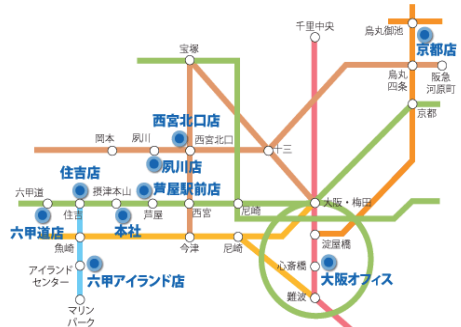 烏丸御池
京都店
千里中央
宝塚
烏丸
四条
阪急
河原町
京都
西宮北口店
岡本
夙川
西宮北口
十三
夙川店
住吉店
芦屋駅前店
六甲道
摂津本山
住吉
芦屋
西宮
尼崎
大阪・梅田
六甲道店
本社
魚崎
今津
尼崎
淀屋橋
アイランド
センター
六甲アイランド店
心斎橋
大阪オフィス
難波
マリン
パーク